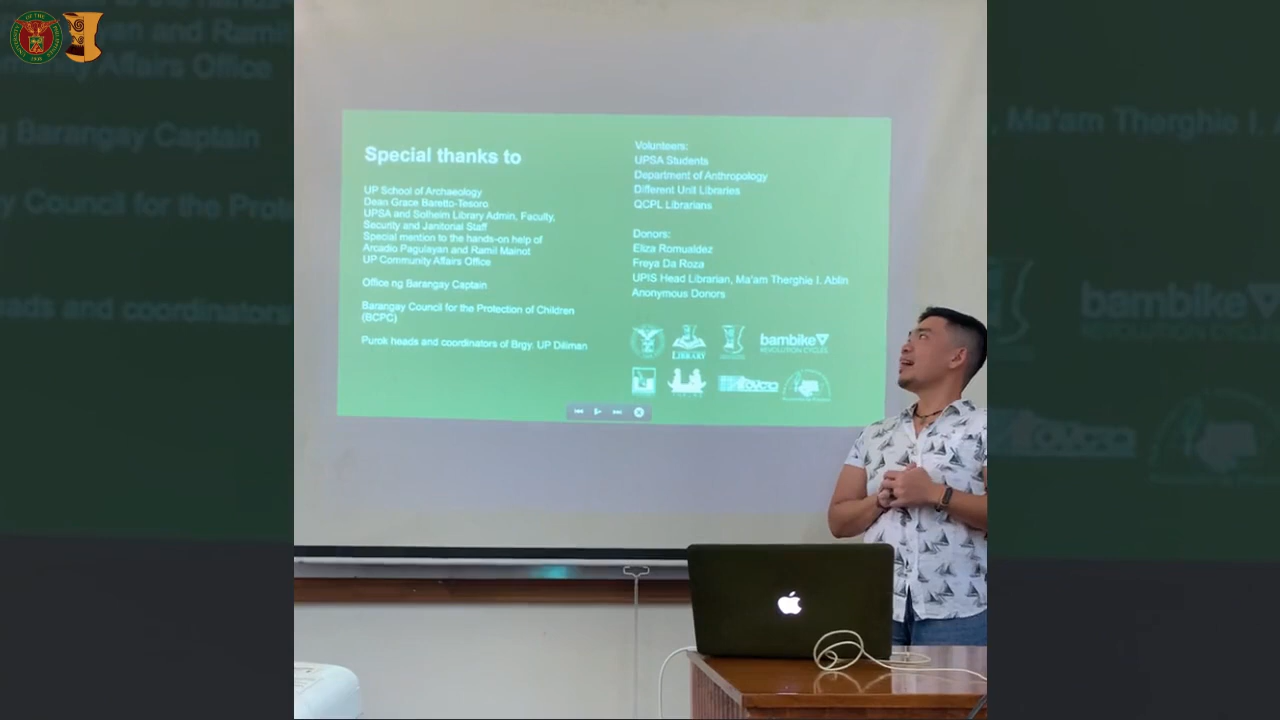 Special thanks to
UP School of Archaeology
Dean Grace Baretto-Tesoro
UPSA and Solheim Library Admin, Faculty,
Security and Janitorial Staff
Special mention to the hands-on help of
Arcadio Pagulayan and Ramil Mainot
UP Community Affairs Office
Office ng Barangay Captain
Barangay Council for the Protection of Children
(BCPC)
Purok heads and coordinators of Brgy. UP Diliman
Volunteers:
UPSA Students
Department of Anthropology
Different Unit Libraries
QCPL Librarians
Donors:
Eliza Romualdez
Freya Da Roza
UPIS Head Librarian, Ma'am Therghie I. Ablin
Anonymous Donors
LIBRARY
bambike
REVOLUTION CYCLES